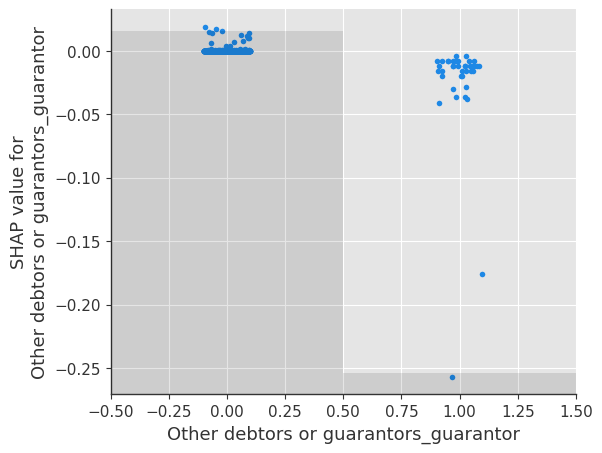 SHAP value for
Other debtors or guarantors_guarantor
0.00
−0.05
−0.10
−0.15
−0.20
−0.25
−0.50 −0.25 0.00 0.25 0.50 0.75 1.00 1.25 1.50
Other debtors or guarantors_guarantor